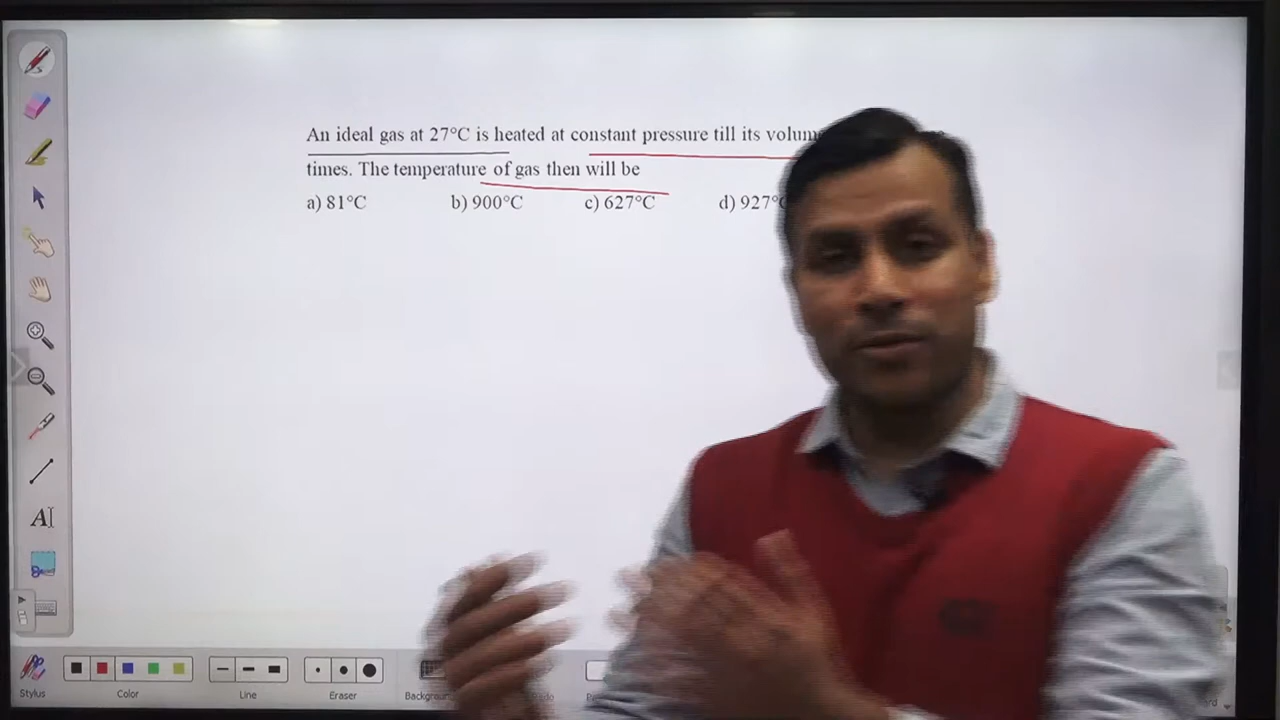 An ideal gas at 27°C is heated at constant pressure till its
times. The temperature of gas then will be
a) 81°C b) 900°C c) 627°C d) 927°
Stylus Color Line Eraser